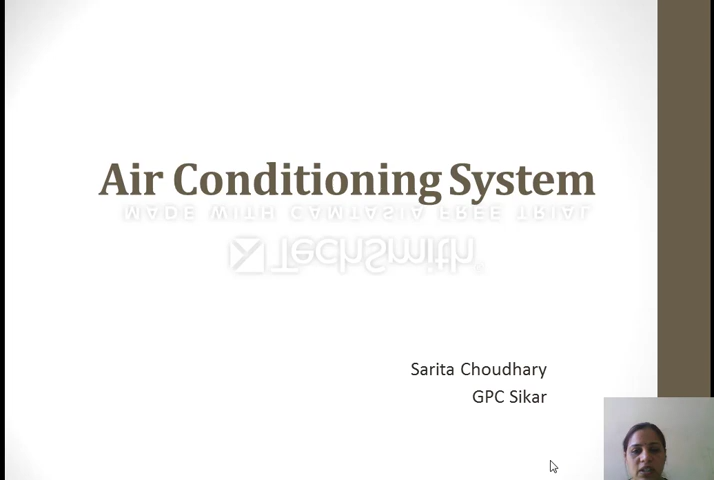 Air Conditioning System
MADE WITH CAMTASIA FREE TRIAL
TechSmith
Sarita Choudhary
GPC Sikar